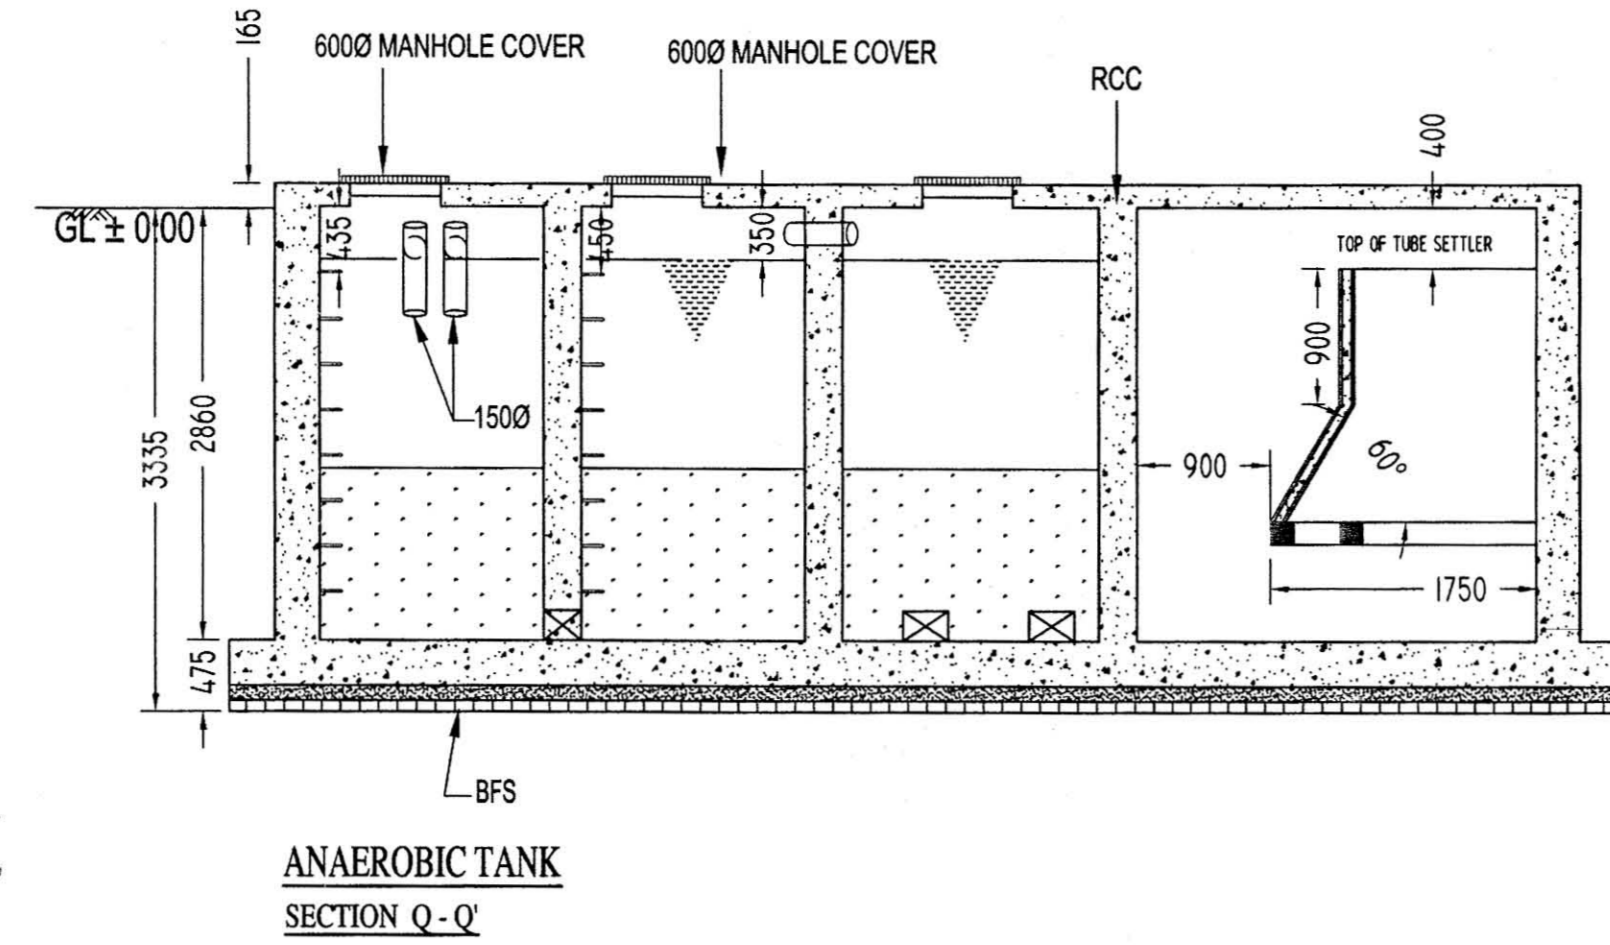 165
600Ø MANHOLE COVER
600Ø MANHOLE COVER
RCC
400
GL ± 0.00
435
450
350
TOP OF TUBE SETTLER
900
150Ø
2860
3335
900
60°
1750
475
BFS
ANAEROBIC TANK
SECTION Q - Q'